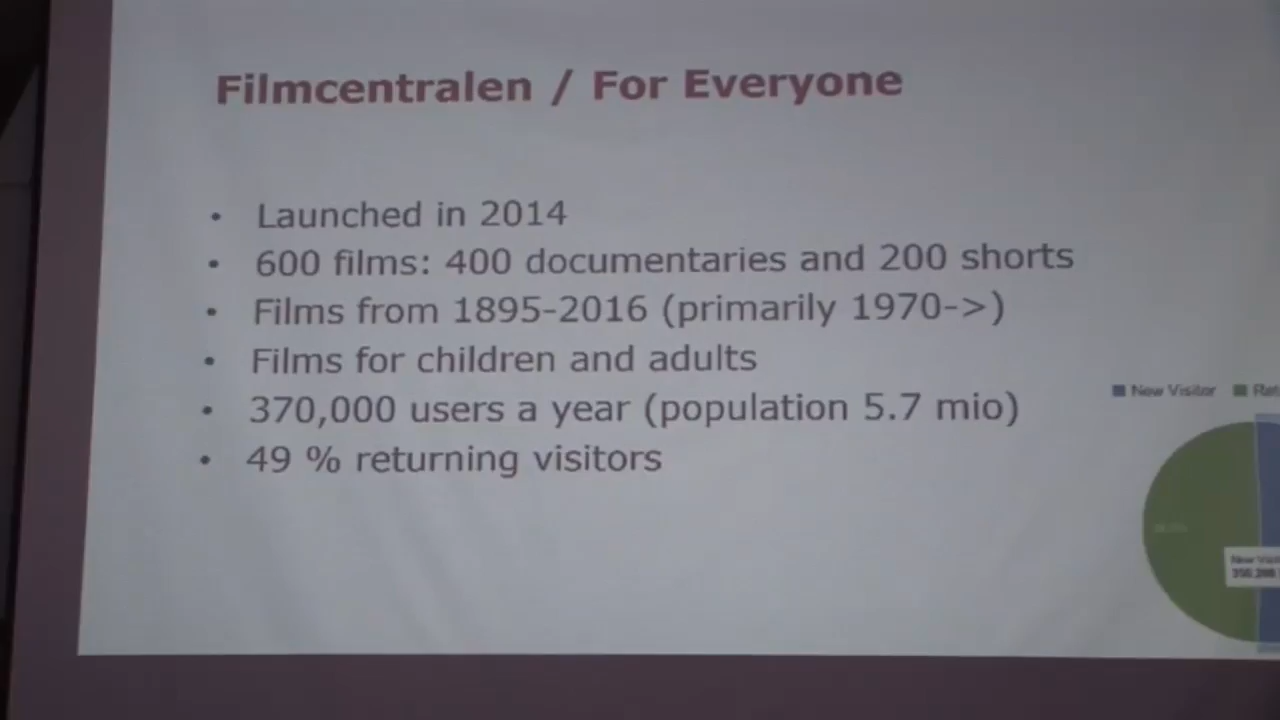 Filmcentralen / For Everyone
• Launched in 2014
• 600 films: 400 documentaries and 200 shorts
• Films from 1895-2016 (primarily 1970->)
• Films for children and adults
• 370,000 users a year (population 5.7 mio)
• 49 % returning visitors
New Visitor